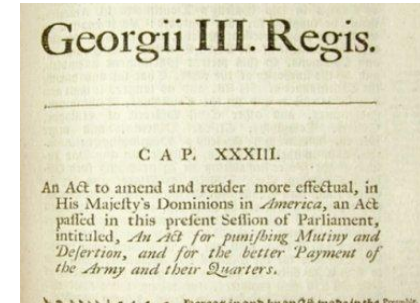 Georgii III. Regis.
CAP. XXXIII.
An Act to amend and render more effectual, in
His Majeſty's Dominions in America, an Act
paſſed in this preſent Seſſion of Parliament,
intituled, An Act for puniſhing Mutiny and
Deſertion, and for the better Payment of
the Army and their Quarters.